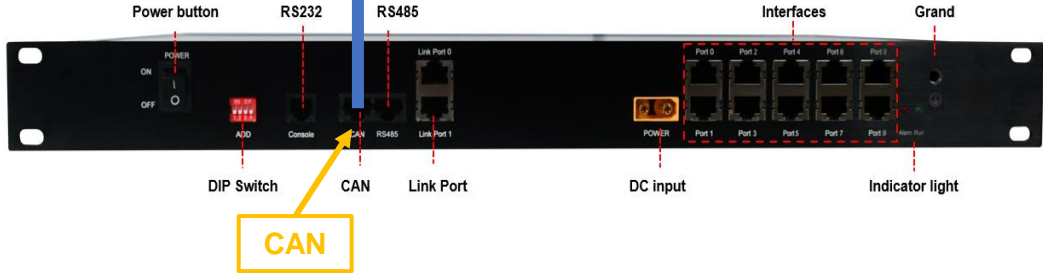 Power button RS232 RS485 Interfaces Grand
POWER
ON
OFF
Link Port 0
Port 0 Port 2 Port 4 Port 6 Port 8
ADD Console CAN RS485 Link Port 1 POWER Port 1 Port 3 Port 5 Port 7 Port 9 Alarm Run
DIP Switch CAN Link Port DC input Indicator light
CAN